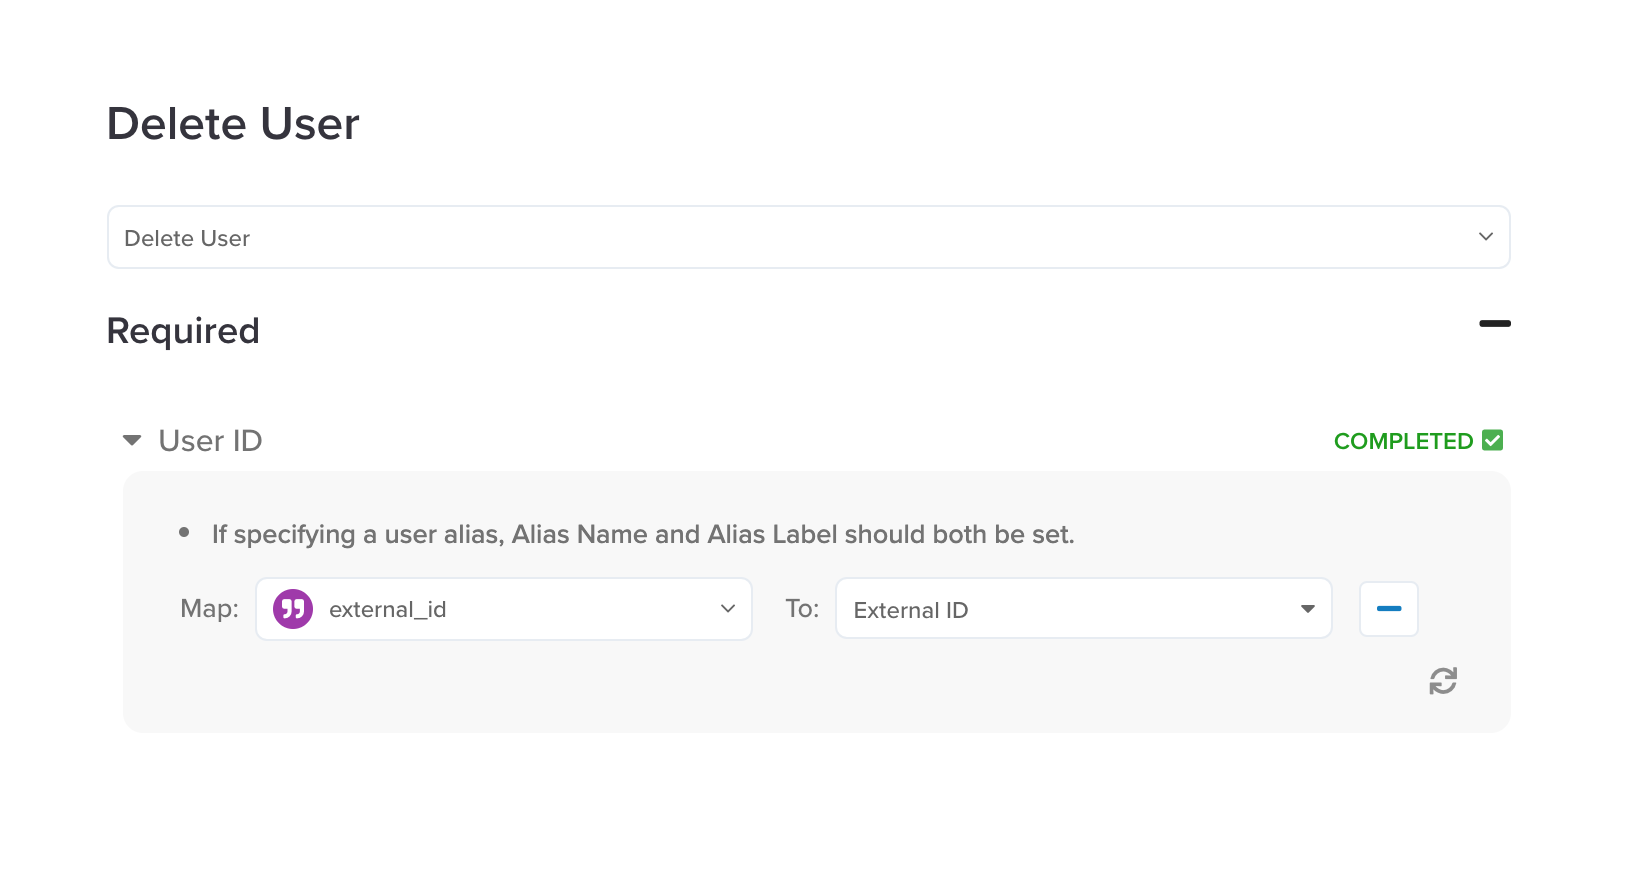 Delete User
Delete User
Required
User ID COMPLETED
If specifying a user alias, Alias Name and Alias Label should both be set.
Map: external_id To: External ID